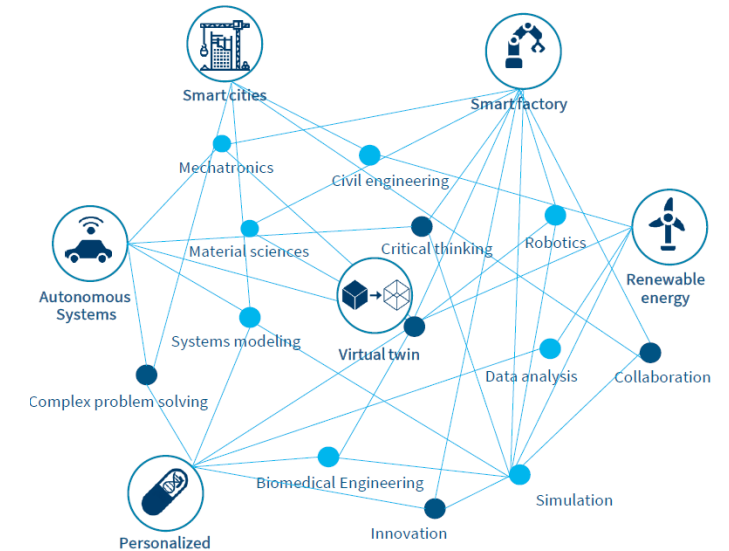 Smart cities
Smart factory
Mechatronics
Civil engineering
Material sciences
Critical thinking
Robotics
Autonomous
Systems
Renewable
energy
Systems modeling
Virtual twin
Data analysis
Collaboration
Complex problem solving
Biomedical Engineering
Simulation
Innovation
Personalized